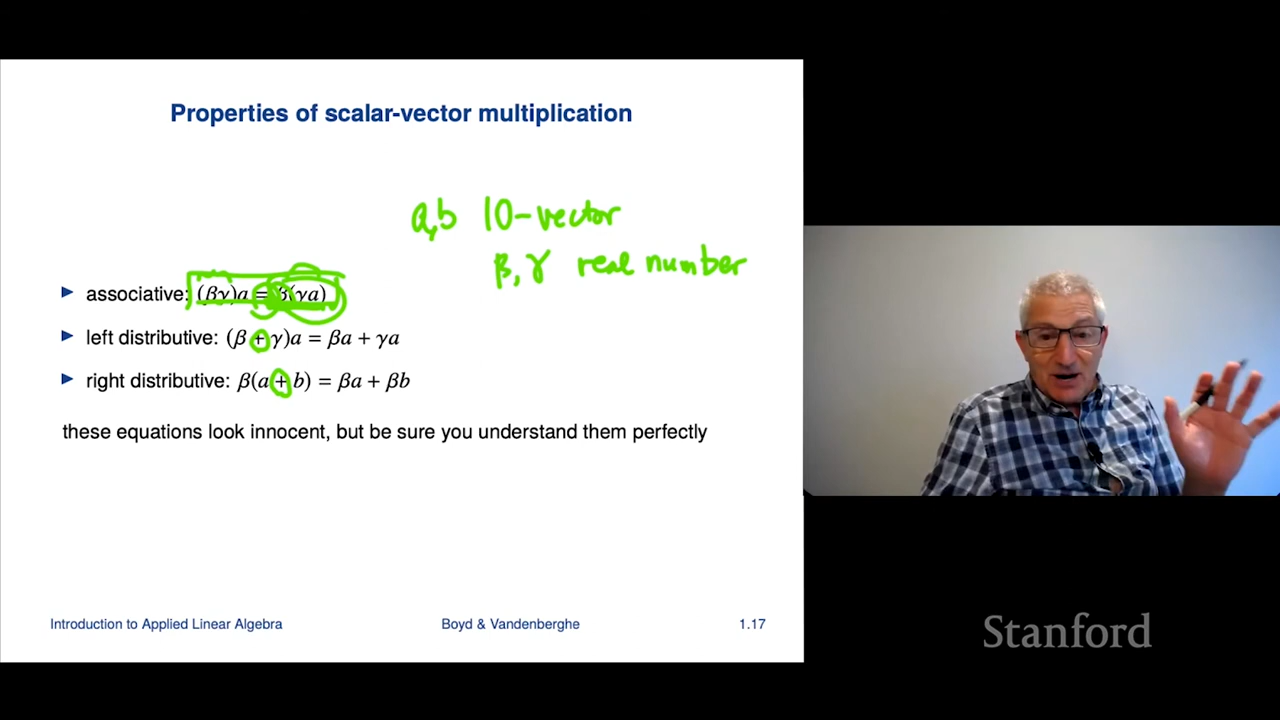 Properties of scalar-vector multiplication
a,b 10-vector
β, γ real number
▶ associative: (βγ)a = β(γa)
▶ left distributive: (β + γ)a = βa + γa
▶ right distributive: β(a + b) = βa + βb
these equations look innocent, but be sure you understand them perfectly
Introduction to Applied Linear Algebra Boyd & Vandenberghe 1.17
Stanford